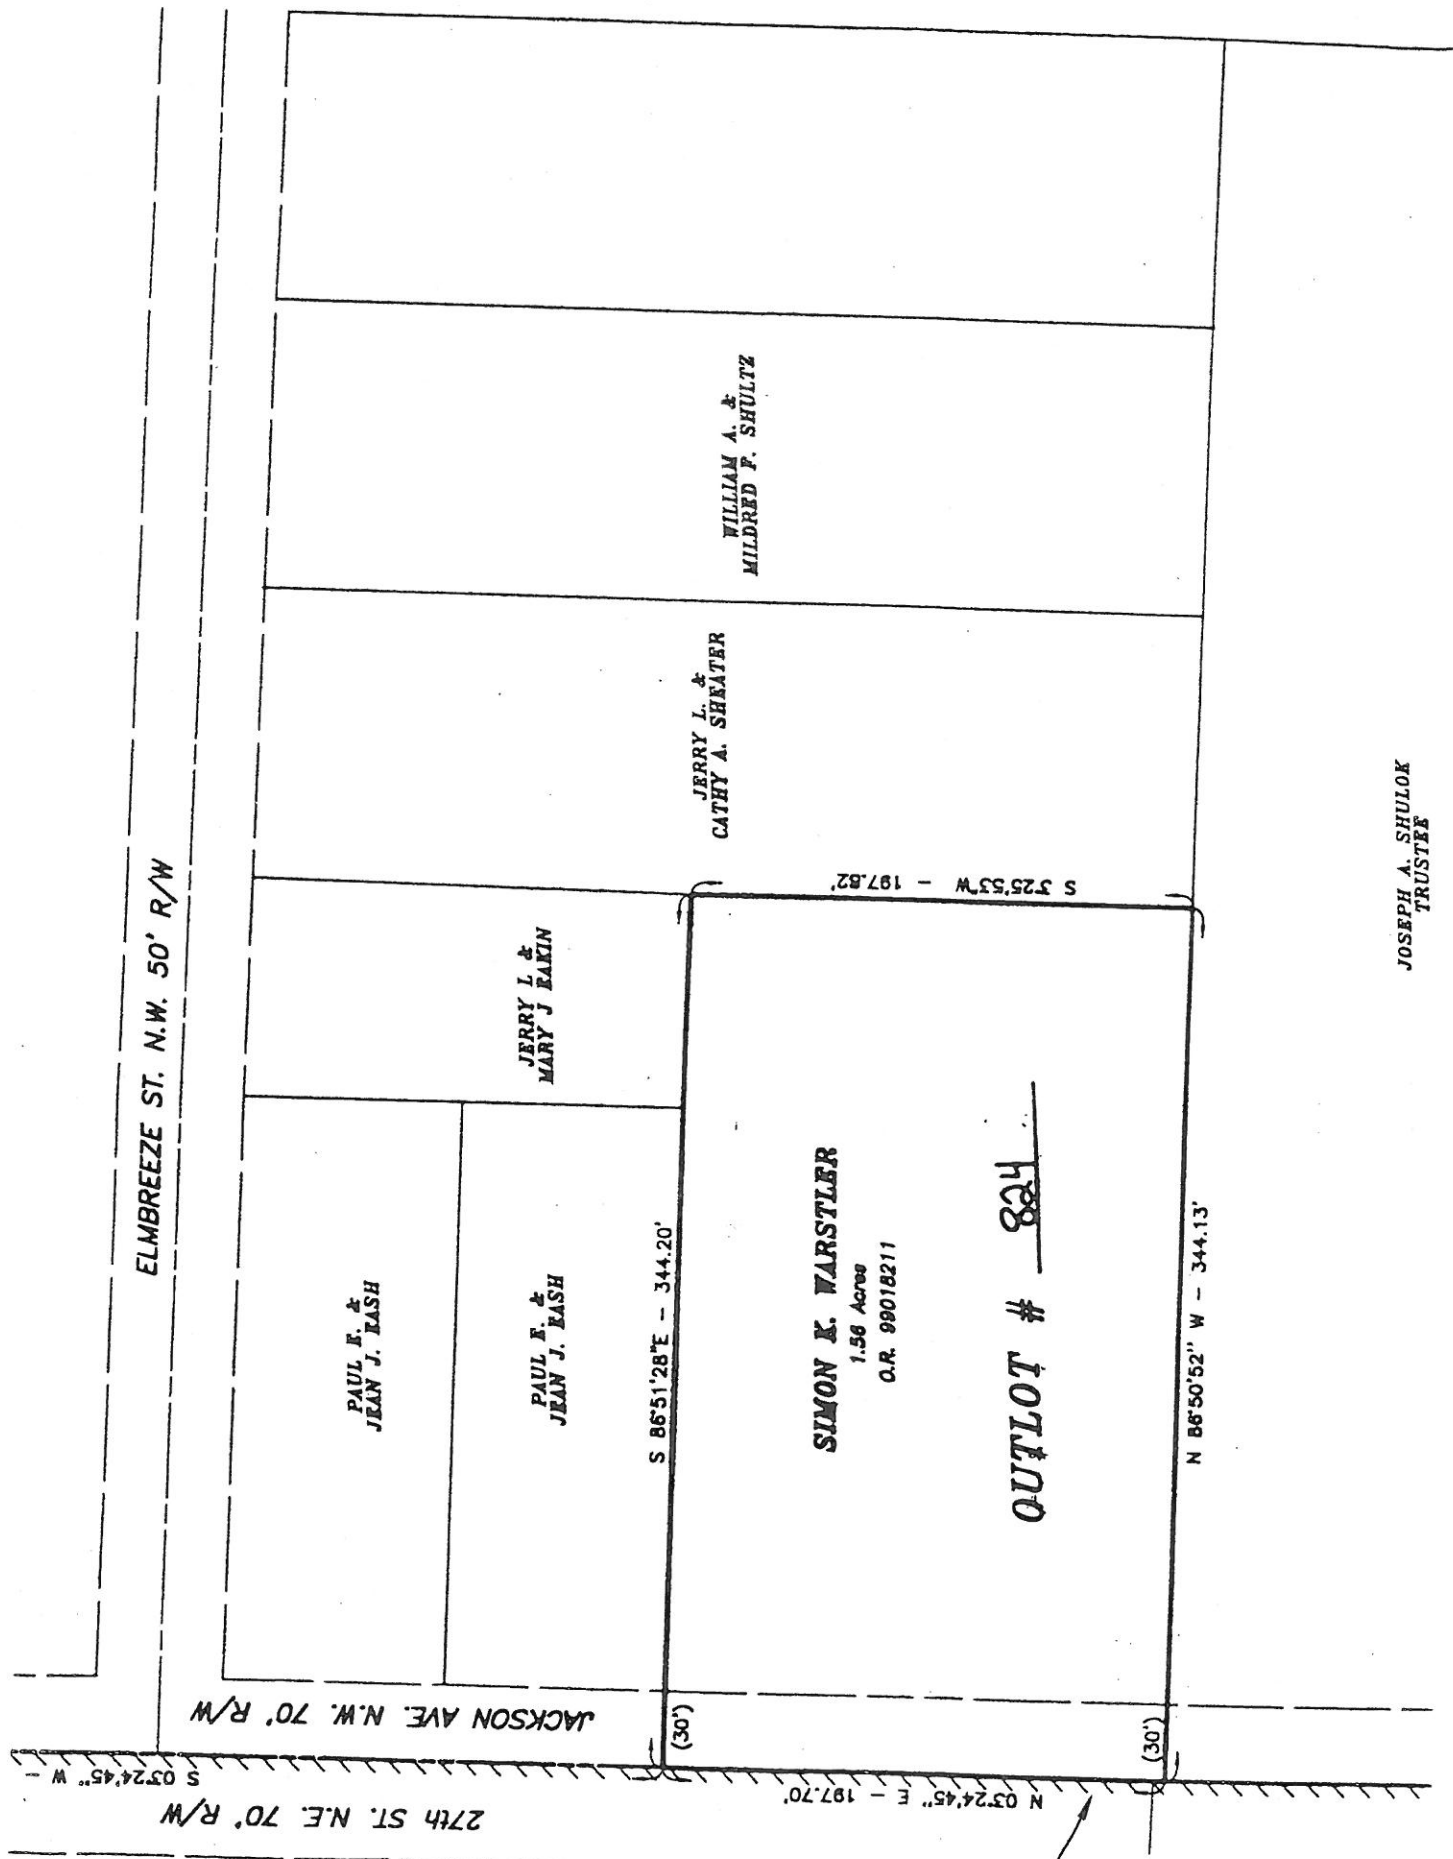 ELMBREEZE ST. N.W. 50' R/W
PAUL E. &
JEAN J. KASH
PAUL E. &
JEAN J. KASH
JERRY L &
MARY J EAKIN
JERRY L. &
CATHY A. SHEATER
WILLIAM A. &
MILDRED F. SHULTZ
JACKSON AVE. N.W. 70' R/W
S 03°24'45" W -
27th ST. N.E. 70' R/W
S 86°51'28"E - 344.20'
S 3°25'53"W - 197.82'
(30')
SIMON K. WARSTLER
1.56 Acres
O.R. 99018211
OUTLOT # 824
(30')
N 03°24'45" E - 197.70'
N 86°50'52" W - 344.13'
JOSEPH A. SHULOK
TRUSTEE